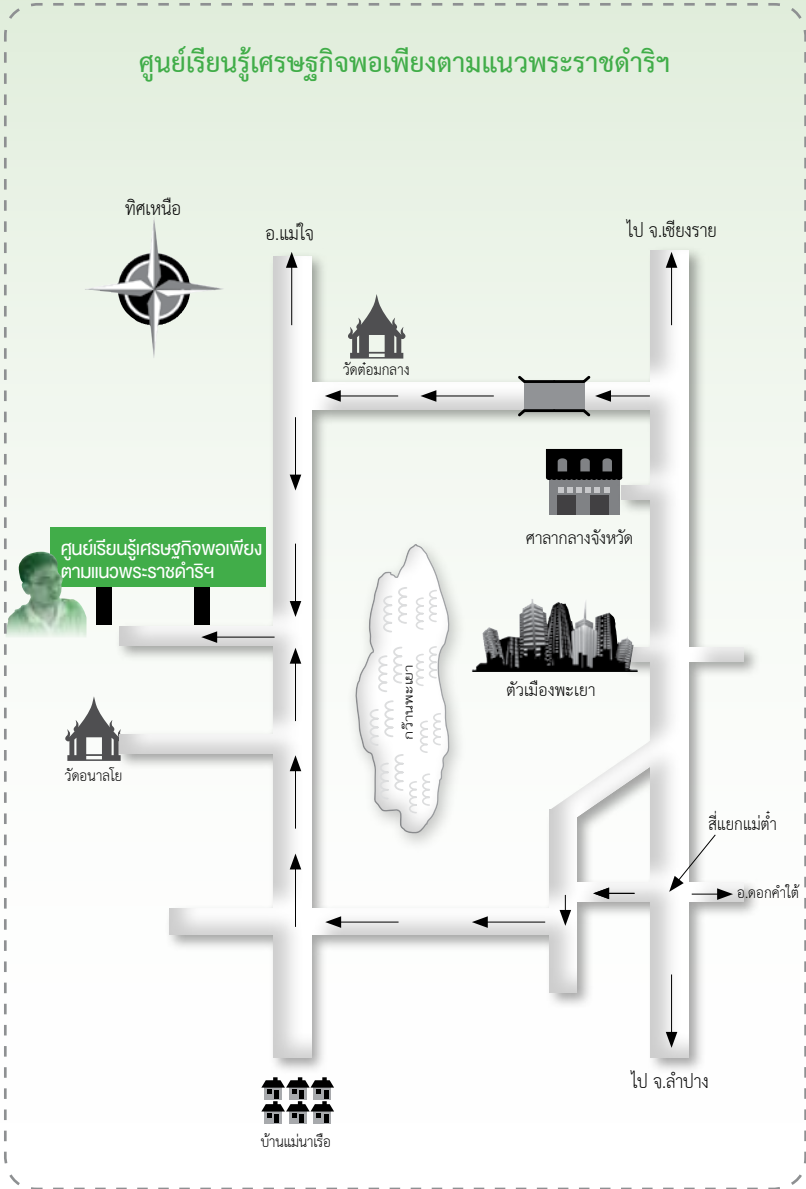 ศูนย์เรียนรู้เศรษฐกิจพอเพียงตามแนวพระราชดำริฯ
ทิศเหนือ
อ.แม่ใจ
ไป จ.เชียงราย
วัดต๋อมกลาง
ศาลากลางจังหวัด
ศูนย์เรียนรู้เศรษฐกิจพอเพียง
ตามแนวพระราชดำริฯ
กว๊านพะเยา
ตัวเมืองพะเยา
วัดอนาลโย
สี่แยกแม่ต๋ำ
อ.ดอกคำใต้
ไป จ.ลำปาง
บ้านแม่นาเรือ